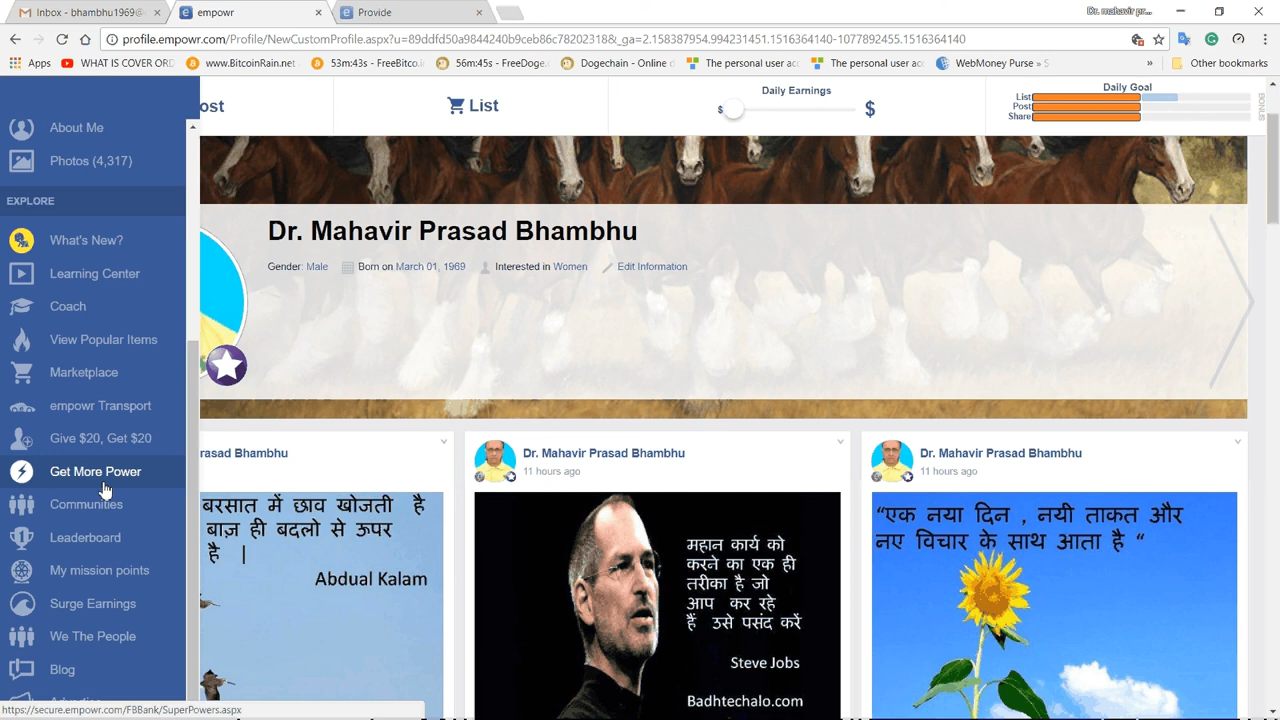 Inbox - bhambhu1969@
empowr
Provide
Dr. mahavir pr...
profile.empowr.com/Profile/NewCustomProfile.aspx?u=89ddfd50a9844240b9ceb86c78202318&_ga=2.158387954.994231451.1516364140-1077892455.1516364140
Apps
WHAT IS COVER ORD
www.BitcoinRain.net
53m:43s - FreeBitco.i
56m:45s - FreeDoge.
Dogechain - Online
The personal user acc
The personal user acc
WebMoney Purse » S
»
Other bookmarks
ost
List
Daily Earnings
$
$
Daily Goal
List
Post
Share
BONUS
About Me
Photos (4,317)
EXPLORE
What's New?
Learning Center
Coach
View Popular Items
Marketplace
empowr Transport
Give $20, Get $20
Get More Power
Communities
Leaderboard
My mission points
Surge Earnings
We The People
Blog
Dr. Mahavir Prasad Bhambhu
Gender: Male
Born on March 01, 1969
Interested in Women
Edit Information
rasad Bhambhu
बरसात में छाव खोजती है
बाज़ ही बदलो से ऊपर
है |
Abdual Kalam
Dr. Mahavir Prasad Bhambhu
11 hours ago
महान कार्य को
करने का एक ही
तरीका है जो
आप कर रहे
हैं उसे पसंद करें
Steve Jobs
Badhtechalo.com
Dr. Mahavir Prasad Bhambhu
11 hours ago
“एक नया दिन , नयी ताकत और
नए विचार के साथ आता है “
https://secure.empowr.com/FBBank/SuperPowers.aspx